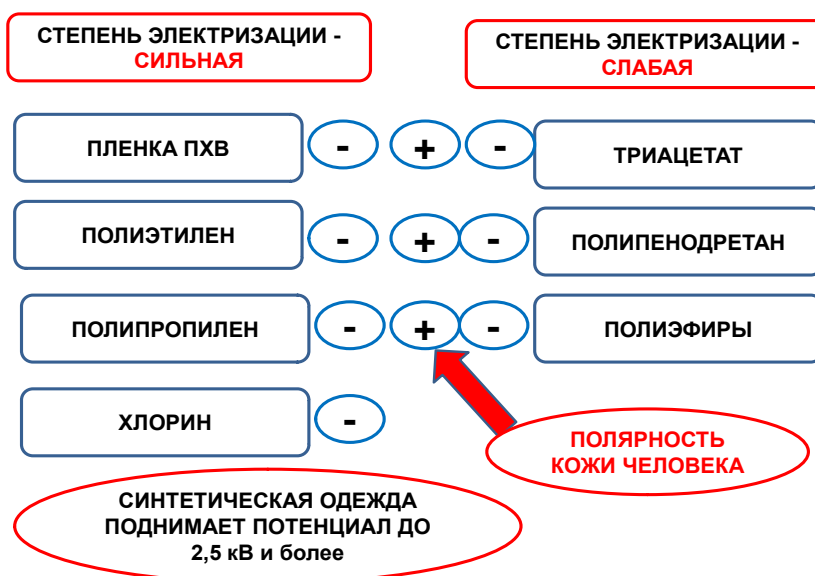 СТЕПЕНЬ ЭЛЕКТРИЗАЦИИ -
СИЛЬНАЯ
СТЕПЕНЬ ЭЛЕКТРИЗАЦИИ -
СЛАБАЯ
ПЛЕНКА ПХВ
-
+
-
ТРИАЦЕТАТ
ПОЛИЭТИЛЕН
-
+
-
ПОЛИПЕНОДРЕТАН
ПОЛИПРОПИЛЕН
-
+
-
ПОЛИЭФИРЫ
ХЛОРИН
-
ПОЛЯРНОСТЬ
КОЖИ ЧЕЛОВЕКА
СИНТЕТИЧЕСКАЯ ОДЕЖДА
ПОДНИМАЕТ ПОТЕНЦИАЛ ДО
2,5 кВ и более